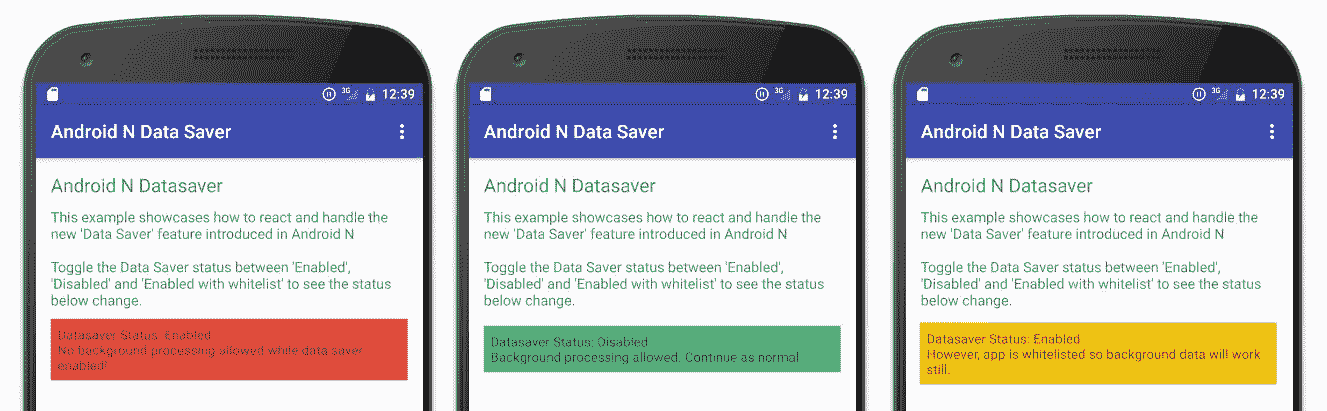 3G 12:39
Android N Data Saver
Android N Datasaver
This example showcases how to react and handle the
new 'Data Saver' feature introduced in Android N
Toggle the Data Saver status between 'Enabled',
'Disabled' and 'Enabled with whitelist' to see the status
below change.
Datasaver Status: Enabled
No background processing allowed while data saver
enabled!
3G 12:39
Android N Data Saver
Android N Datasaver
This example showcases how to react and handle the
new 'Data Saver' feature introduced in Android N
Toggle the Data Saver status between 'Enabled',
'Disabled' and 'Enabled with whitelist' to see the status
below change.
Datasaver Status: Disabled
Background processing allowed. Continue as normal
3G 12:39
Android N Data Saver
Android N Datasaver
This example showcases how to react and handle the
new 'Data Saver' feature introduced in Android N
Toggle the Data Saver status between 'Enabled',
'Disabled' and 'Enabled with whitelist' to see the status
below change.
Datasaver Status: Enabled
However, app is whitelisted so background data will work
still.